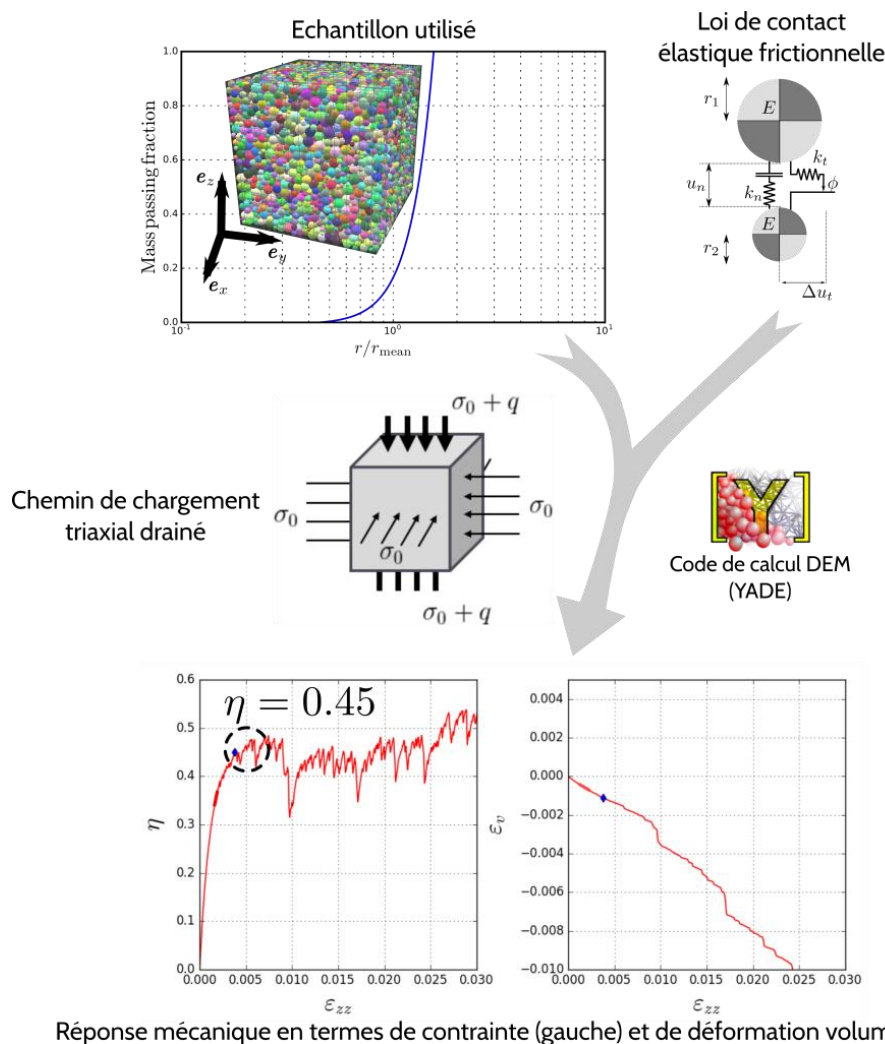 Echantillon utilisé
Loi de contact
élastique frictionnelle
Mass passing fraction
1.0
0.8
0.6
0.4
0.2
0.0
10^-1
10^0
10^1
r/r_mean
e_z
e_y
e_x
r_1
E
k_t
u_n
k_n
ϕ
E
r_2
Δu_t
σ_0 + q
Chemin de chargement
triaxial drainé
σ_0
σ_0
σ_0
σ_0 + q
Y
Code de calcul DEM
(YADE)
η = 0.45
0.6
0.5
0.4
0.3
0.2
0.1
0.0
η
0.000 0.005 0.010 0.015 0.020 0.025 0.030
ε_zz
0.004
0.002
0.000
−0.002
−0.004
−0.006
−0.008
−0.010
ε_v
0.000 0.005 0.010 0.015 0.020 0.025 0.030
ε_zz
Réponse mécanique en termes de contrainte (gauche) et de déformation volum